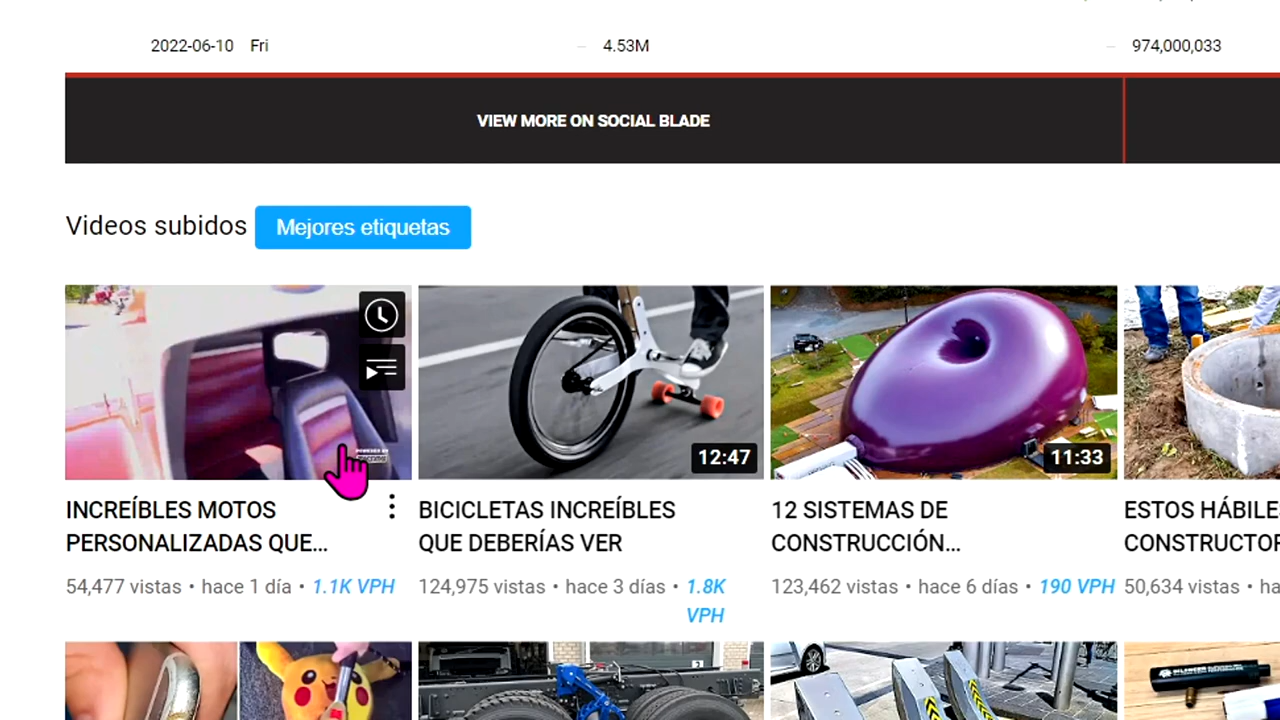 2022-06-10 Fri – 4.53M – 974,000,033
VIEW MORE ON SOCIAL BLADE
Videos subidos Mejores etiquetas
POWERED BY
12:47
11:33
INCREÍBLES MOTOS
PERSONALIZADAS QUE...
54,477 vistas • hace 1 día • 1.1K VPH
BICICLETAS INCREÍBLES
QUE DEBERÍAS VER
124,975 vistas • hace 3 días • 1.8K
VPH
12 SISTEMAS DE
CONSTRUCCIÓN...
123,462 vistas • hace 6 días • 190 VPH
ESTOS HÁBILE
CONSTRUCTOR
50,634 vistas • ha